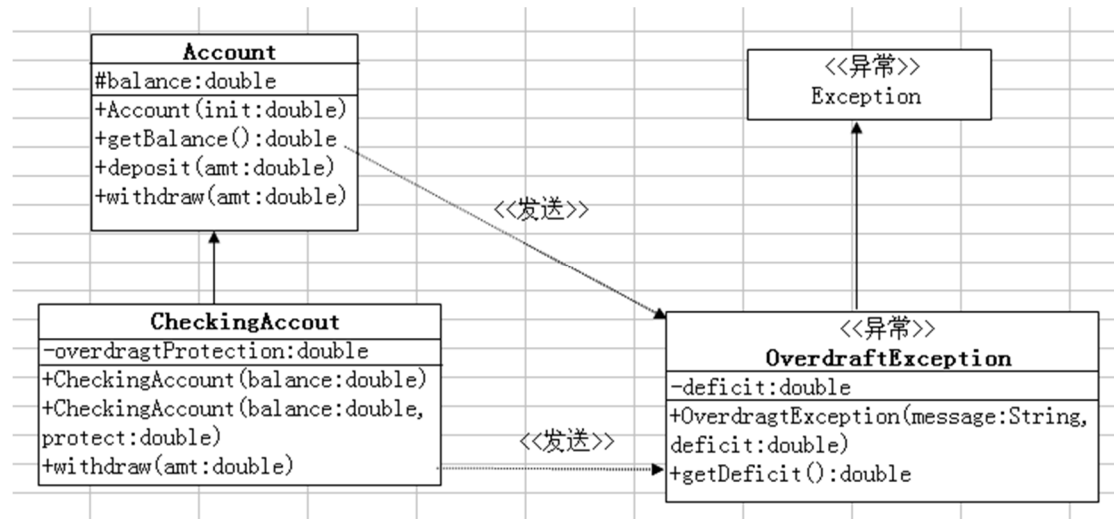 Account
#balance:double
+Account(init:double)
+getBalance():double
+deposit(amt:double)
+withdraw(amt:double)
<<异常>>
Exception
<<发送>>
CheckingAccout
-overdragtProtection:double
+CheckingAccount(balance:double)
+CheckingAccount(balance:double,
protect:double)
+withdraw(amt:double)
<<发送>>
<<异常>>
OverdraftException
-deficit:double
+OverdragtException(message:String,
deficit:double)
+getDeficit():double